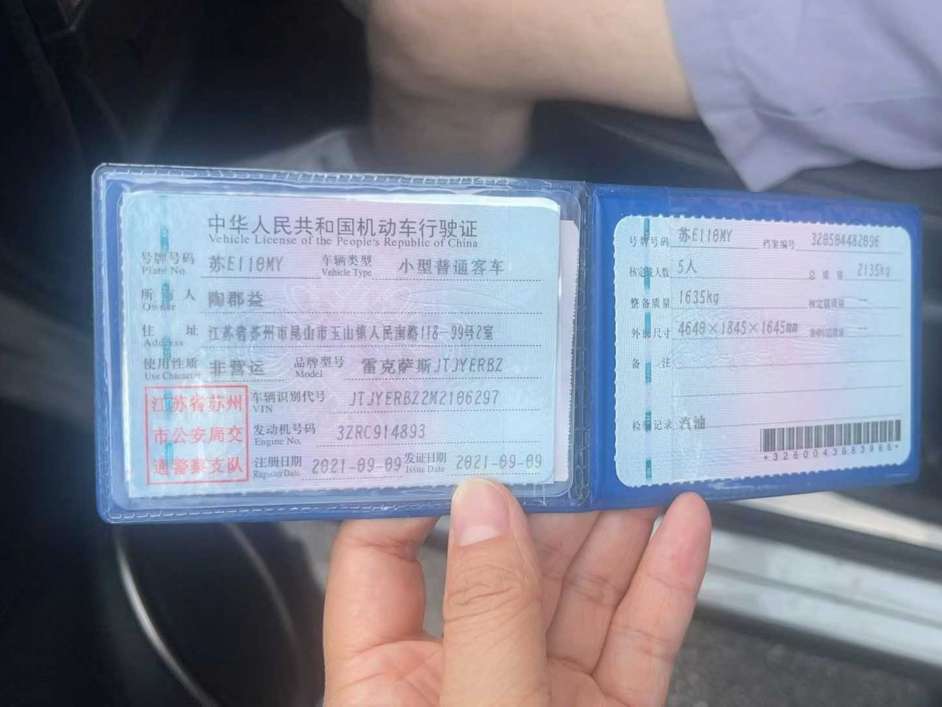 中华人民共和国机动车行驶证
Vehicle License of the People's Republic of China
号牌号码 苏E110MY 车辆类型 小型普通客车
Plate No. Vehicle Type
所有人 陶郡益
Owner
住 址 江苏省苏州市昆山市玉山镇人民南路118-99号2室
Address
使用性质 非营运 品牌型号 雷克萨斯JTJYERBZ
Use Character Model
江苏省苏州
市公安局交
通警察支队
车辆识别代号 JTJYERBZ2M2106297
VIN
发动机号码 3ZRC914893
Engine No.
注册日期 2021-09-09 发证日期 2021-09-09
Register Date Issue Date
号牌号码 苏E110MY 档案编号 320504482096
核定载人数 5人 总质量 2135kg
整备质量 1635kg 核定载质量 --
外廓尺寸 4640×1845×1645mm --
备 注
检验记录 汽油